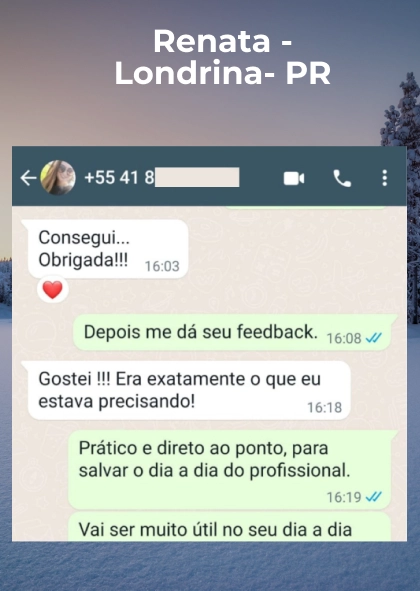 Renata -
Londrina- PR
+55 41 8
Consegui...
Obrigada!!!
16:03
Depois me dá seu feedback.
16:08
Gostei !!! Era exatamente o que eu
estava precisando!
16:18
Prático e direto ao ponto, para
salvar o dia a dia do profissional.
16:19
Vai ser muito útil no seu dia a dia